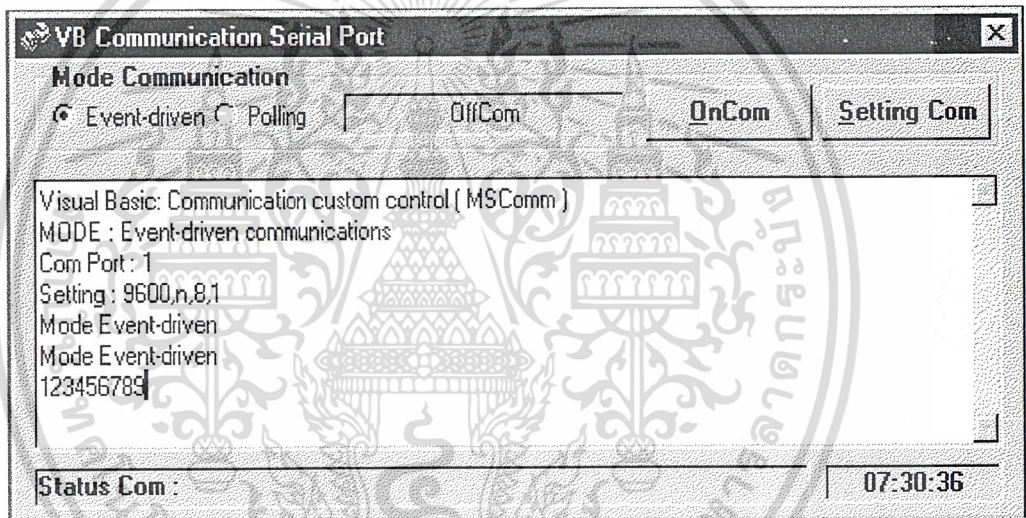 VB Communication Serial Port
Mode Communication
Event-driven Polling OffCom OnCom Setting Com
Visual Basic: Communication custom control ( MSComm )
MODE : Event-driven communications
Com Port : 1
Setting : 9600,n,8,1
Mode Event-driven
Mode Event-driven
123456789
Status Com : 07:30:36